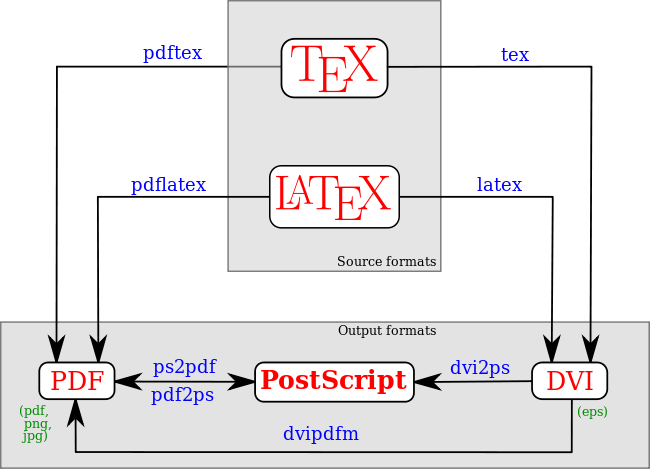 pdftex
TEX
tex
pdflatex
LATEX
latex
Source formats
Output formats
PDF
ps2pdf
pdf2ps
PostScript
dvi2ps
DVI
(pdf,
png,
jpg)
(eps)
dvipdfm